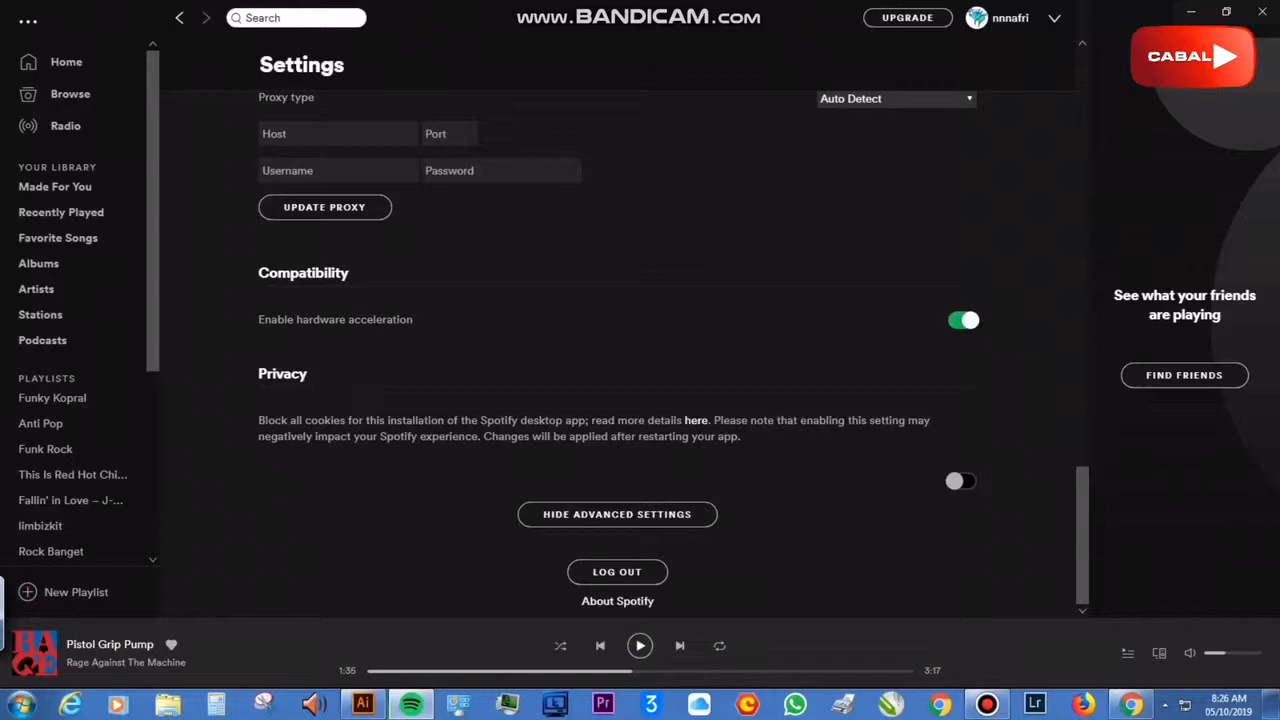 Search
www.BANDICAM.com
UPGRADE
nnnafri
CABAL
Home
Browse
Radio
YOUR LIBRARY
Made For You
Recently Played
Favorite Songs
Albums
Artists
Stations
Podcasts
PLAYLISTS
Funky Kopral
Anti Pop
Funk Rock
This Is Red Hot Chi...
Fallin' in Love – J-...
limbizkit
Rock Banget
New Playlist
Settings
Proxy type
Auto Detect
Host
Port
Username
Password
UPDATE PROXY
Compatibility
Enable hardware acceleration
Privacy
Block all cookies for this installation of the Spotify desktop app; read more details here. Please note that enabling this setting may
negatively impact your Spotify experience. Changes will be applied after restarting your app.
HIDE ADVANCED SETTINGS
LOG OUT
About Spotify
See what your friends
are playing
FIND FRIENDS
Pistol Grip Pump
Rage Against The Machine
1:35
3:17
Ai
Pr
3
Lr
8:26 AM
05/10/2019